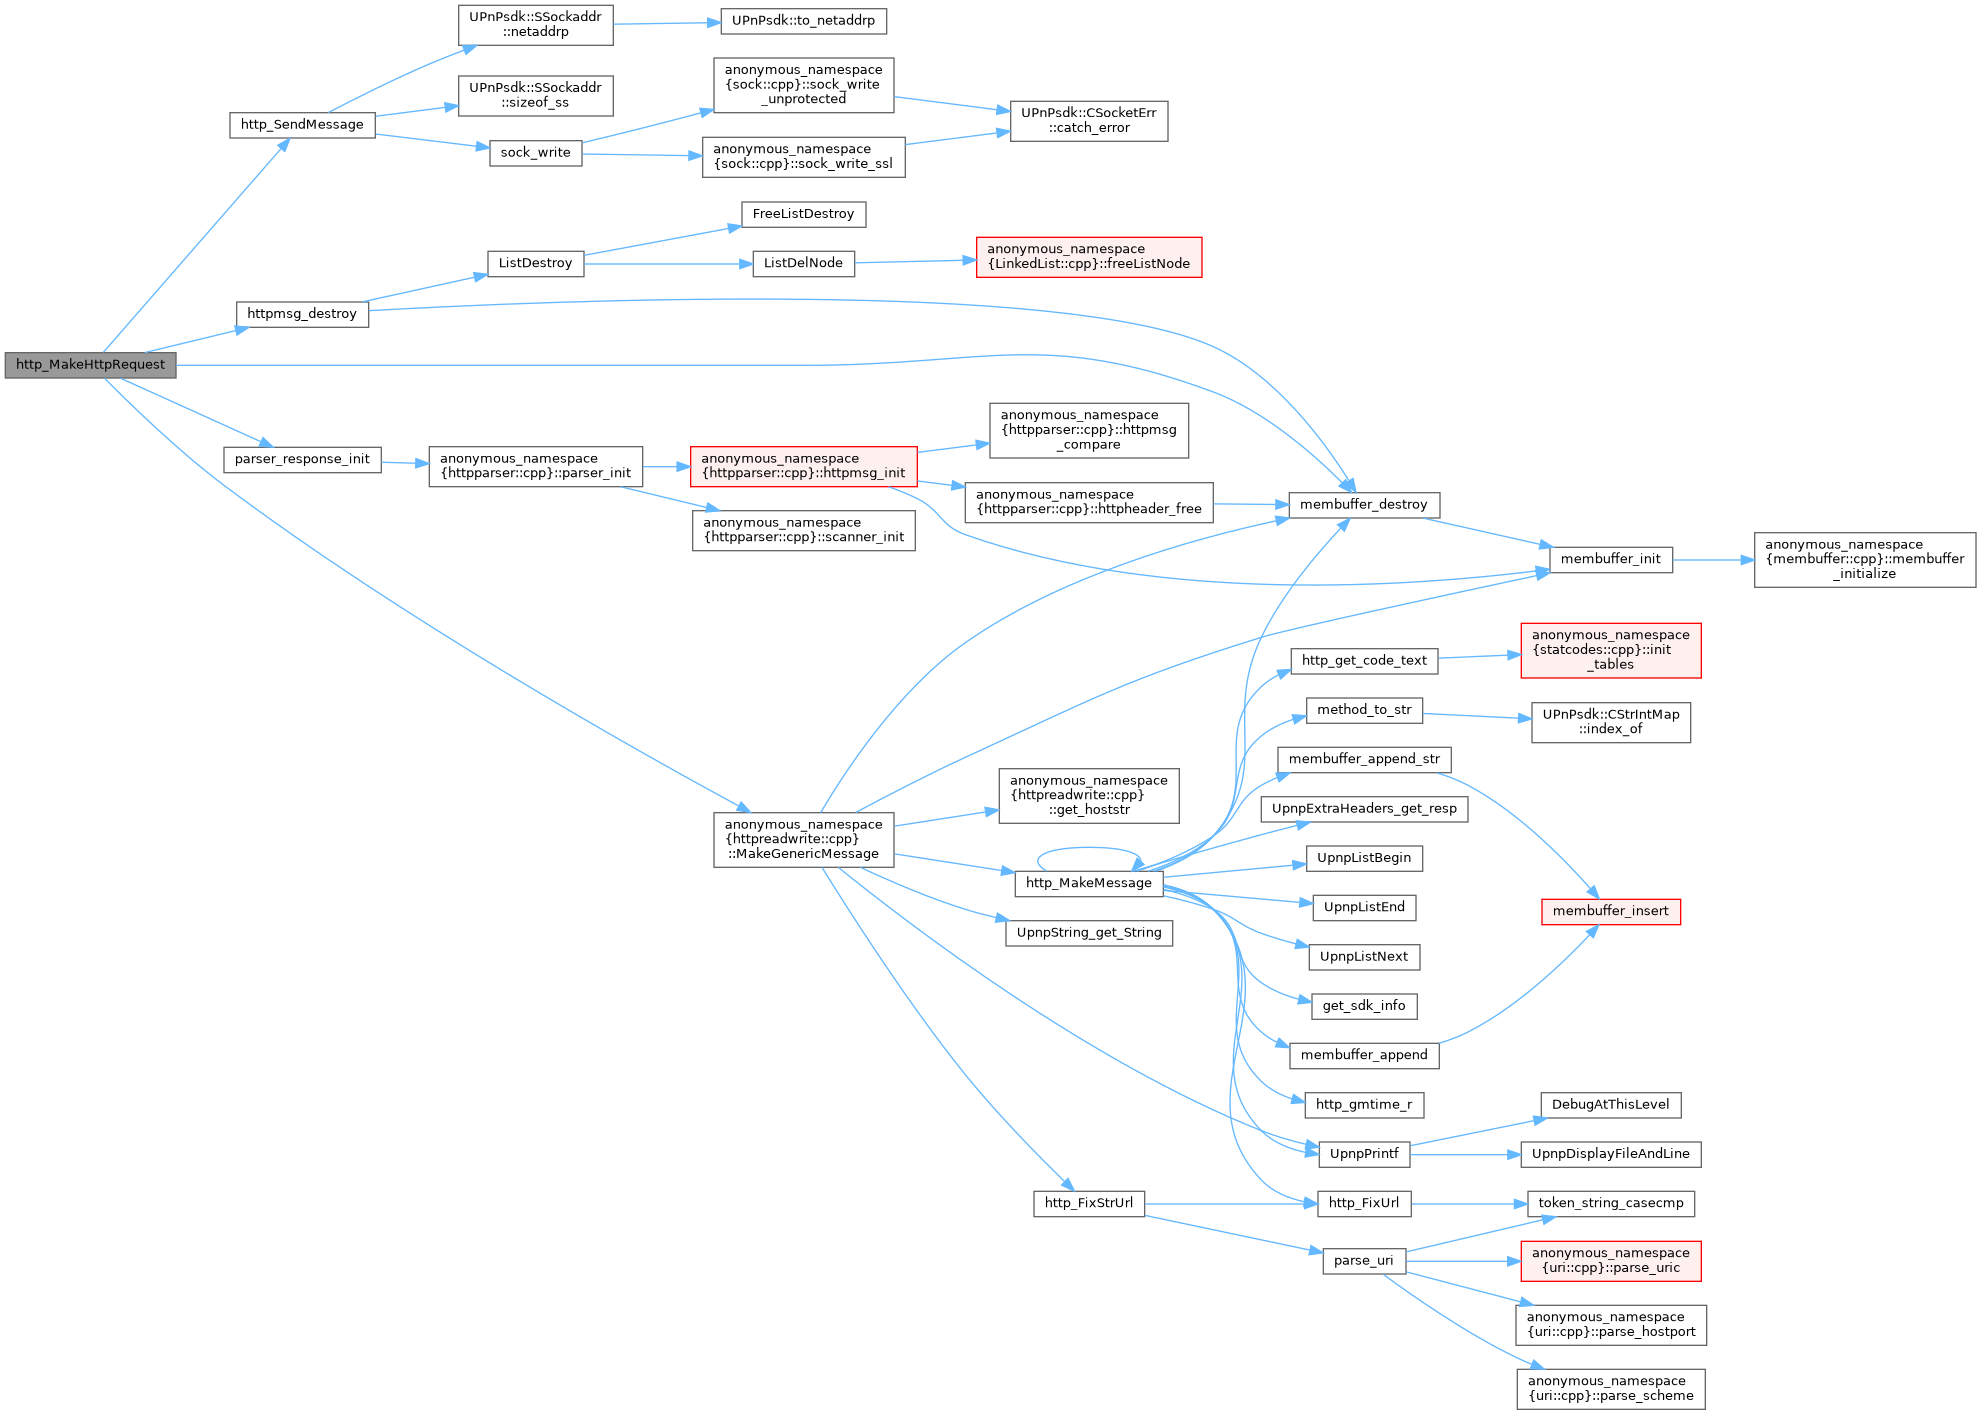 UPnPsdk::SSockaddr
::netaddrp
UPnPsdk::to_netaddrp
UPnPsdk::SSockaddr
::sizeof_ss
anonymous_namespace
{sock::cpp}::sock_write
_unprotected
UPnPsdk::CSocketErr
::catch_error
http_SendMessage
sock_write
anonymous_namespace
{sock::cpp}::sock_write_ssl
FreeListDestroy
ListDestroy
ListDelNode
anonymous_namespace
{LinkedList::cpp}::freeListNode
httpmsg_destroy
http_MakeHttpRequest
parser_response_init
anonymous_namespace
{httpparser::cpp}::parser_init
anonymous_namespace
{httpparser::cpp}::httpmsg_init
anonymous_namespace
{httpparser::cpp}::httpmsg
_compare
anonymous_namespace
{httpparser::cpp}::httpheader_free
anonymous_namespace
{httpparser::cpp}::scanner_init
membuffer_destroy
membuffer_init
anonymous_namespace
{membuffer::cpp}::membuffer
_initialize
http_get_code_text
anonymous_namespace
{statcodes::cpp}::init
_tables
method_to_str
UPnPsdk::CStrIntMap
::index_of
membuffer_append_str
anonymous_namespace
{httpreadwrite::cpp}
::get_hoststr
UpnpExtraHeaders_get_resp
anonymous_namespace
{httpreadwrite::cpp}
::MakeGenericMessage
http_MakeMessage
UpnpListBegin
UpnpListEnd
membuffer_insert
UpnpString_get_String
UpnpListNext
get_sdk_info
membuffer_append
http_gmtime_r
DebugAtThisLevel
UpnpPrintf
UpnpDisplayFileAndLine
http_FixStrUrl
http_FixUrl
token_string_casecmp
parse_uri
anonymous_namespace
{uri::cpp}::parse_uric
anonymous_namespace
{uri::cpp}::parse_hostport
anonymous_namespace
{uri::cpp}::parse_scheme